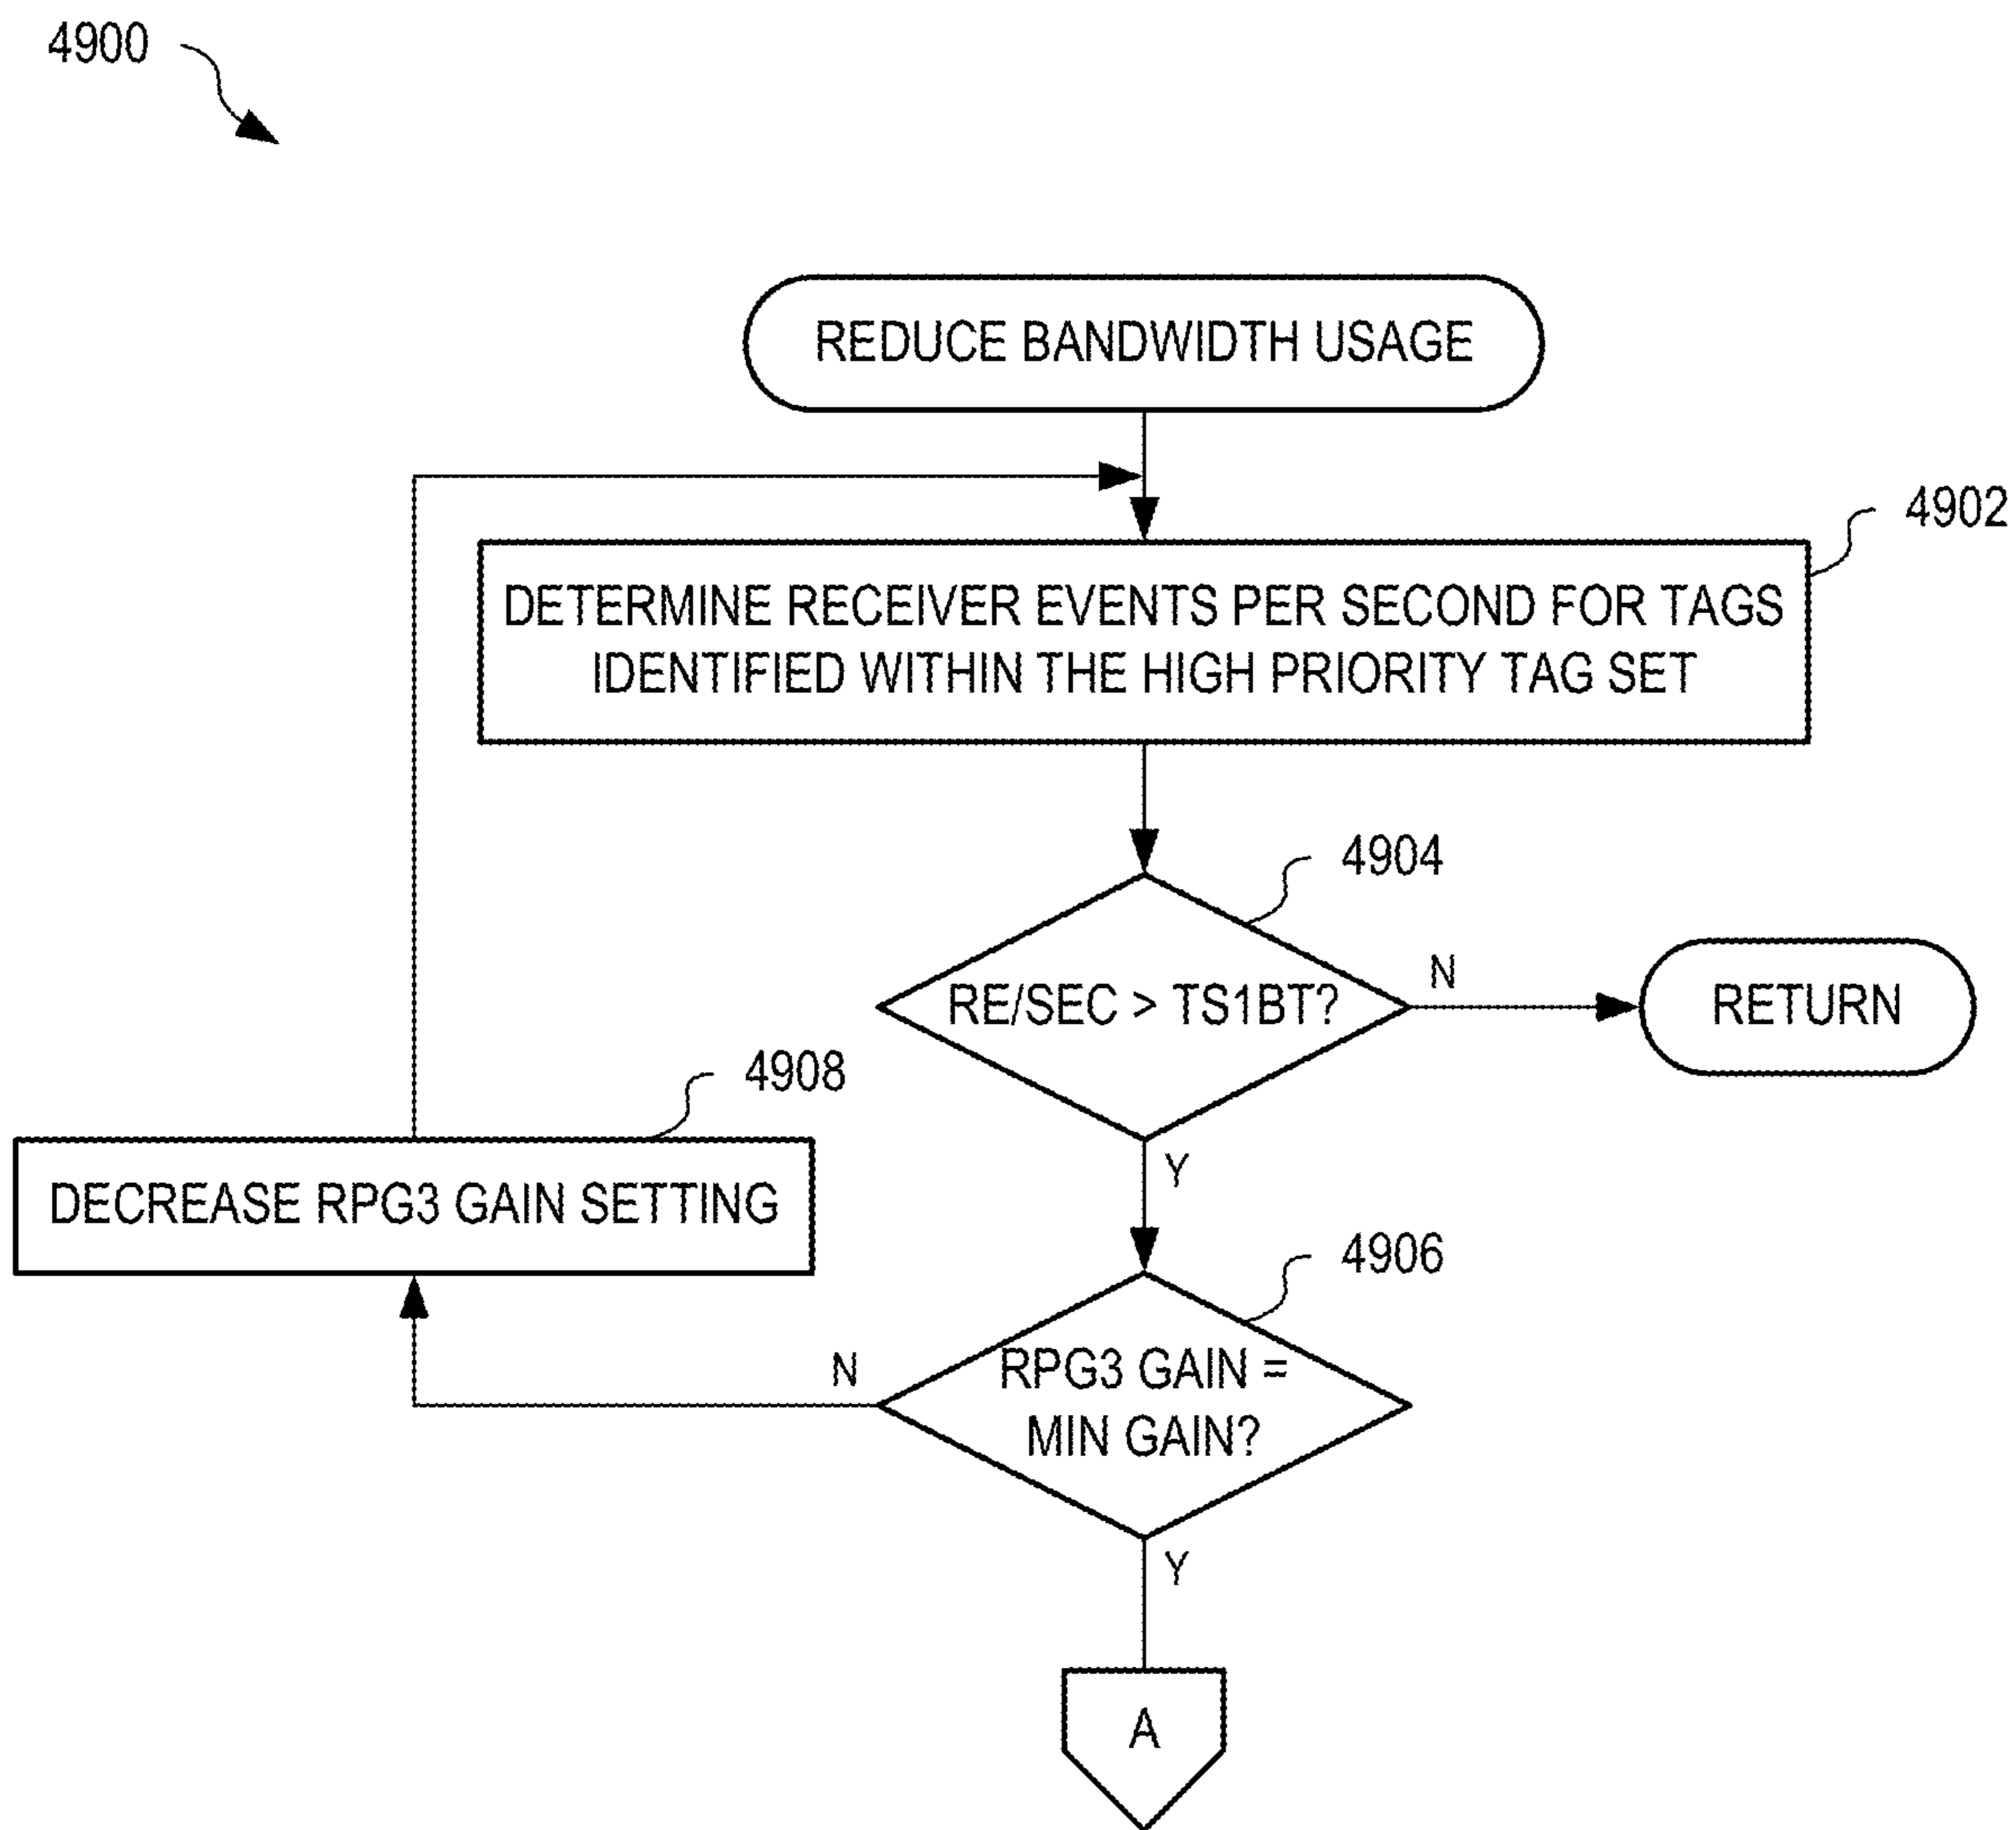 4900
REDUCE BANDWIDTH USAGE
4902
DETERMINE RECEIVER EVENTS PER SECOND FOR TAGS
IDENTIFIED WITHIN THE HIGH PRIORITY TAG SET
4904
RE/SEC > TS1BT?
N
RETURN
4908
DECREASE RPG3 GAIN SETTING
Y
4906
RPG3 GAIN =
MIN GAIN?
N
Y
A